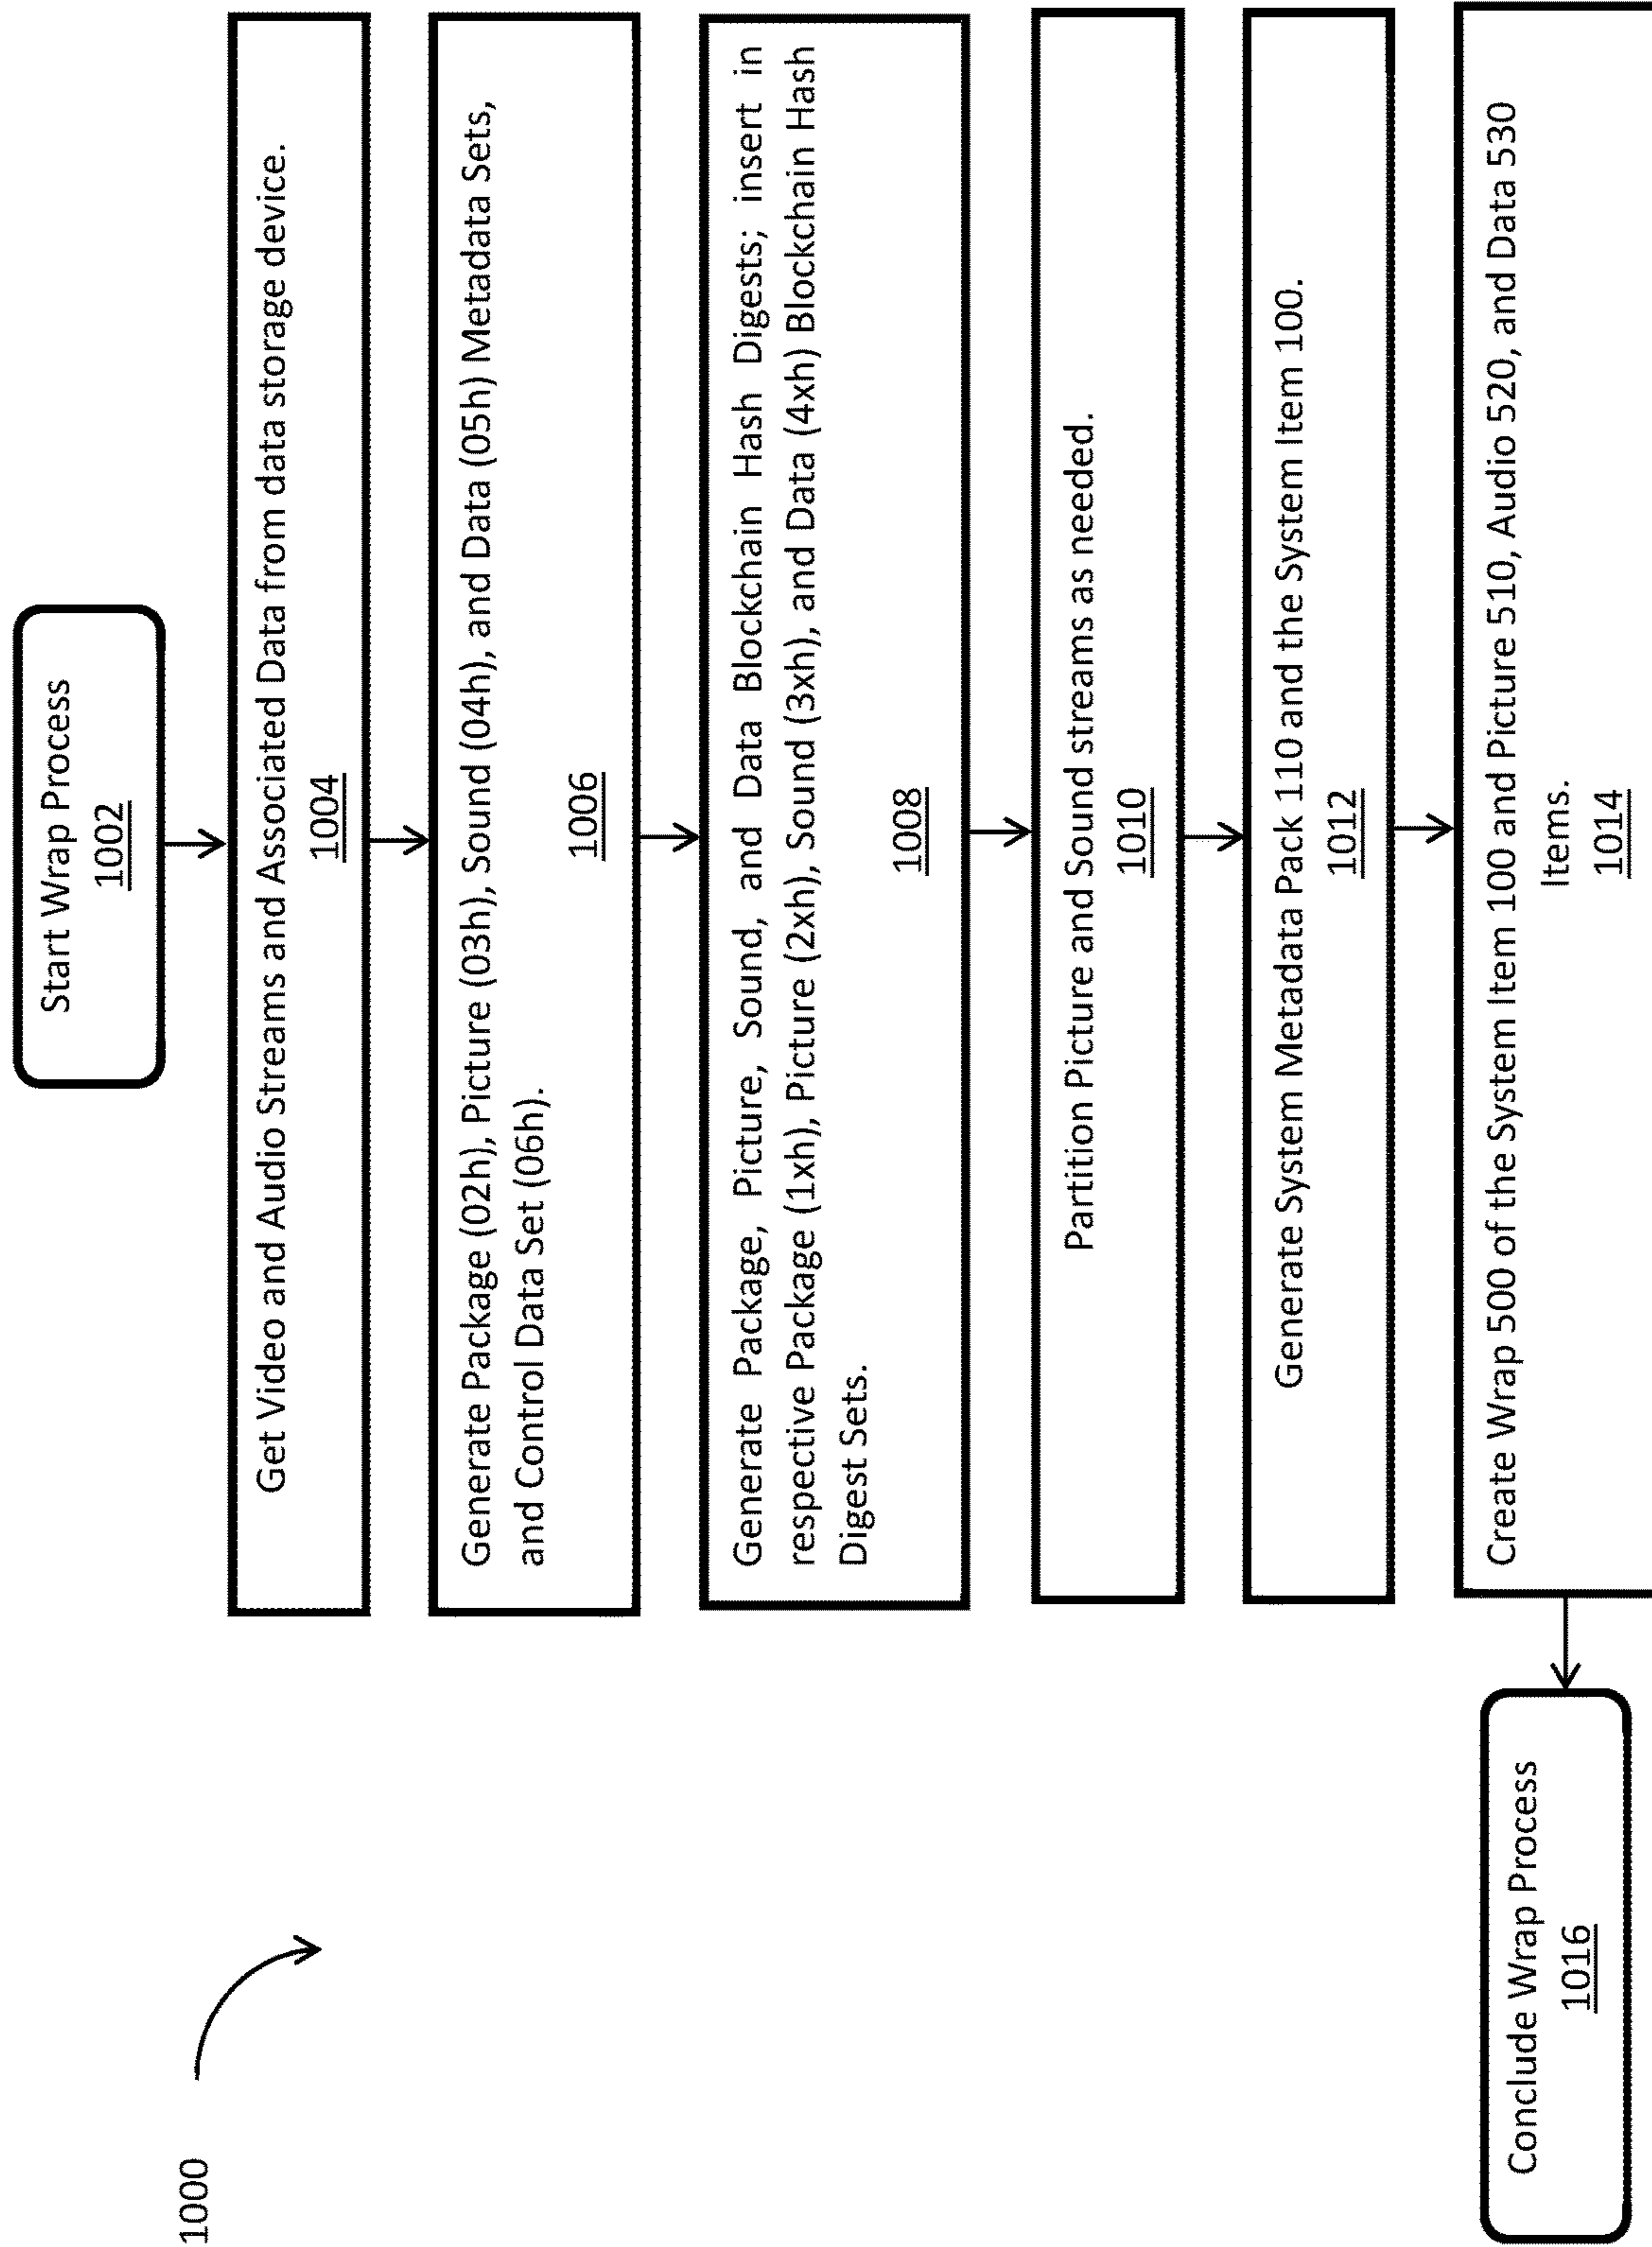 1000
Start Wrap Process
1002
Get Video and Audio Streams and Associated Data from data storage device.
1004
Generate Package (02h), Picture (03h), Sound (04h), and Data (05h) Metadata Sets,
and Control Data Set (06h).
1006
Generate Package, Picture, Sound, and Data Blockchain Hash Digests; insert in
respective Package (1xh), Picture (2xh), Sound (3xh), and Data (4xh) Blockchain Hash
Digest Sets.
1008
Partition Picture and Sound streams as needed.
1010
Generate System Metadata Pack 110 and the System Item 100.
1012
Create Wrap 500 of the System Item 100 and Picture 510, Audio 520, and Data 530
Items.
1014
Conclude Wrap Process
1016